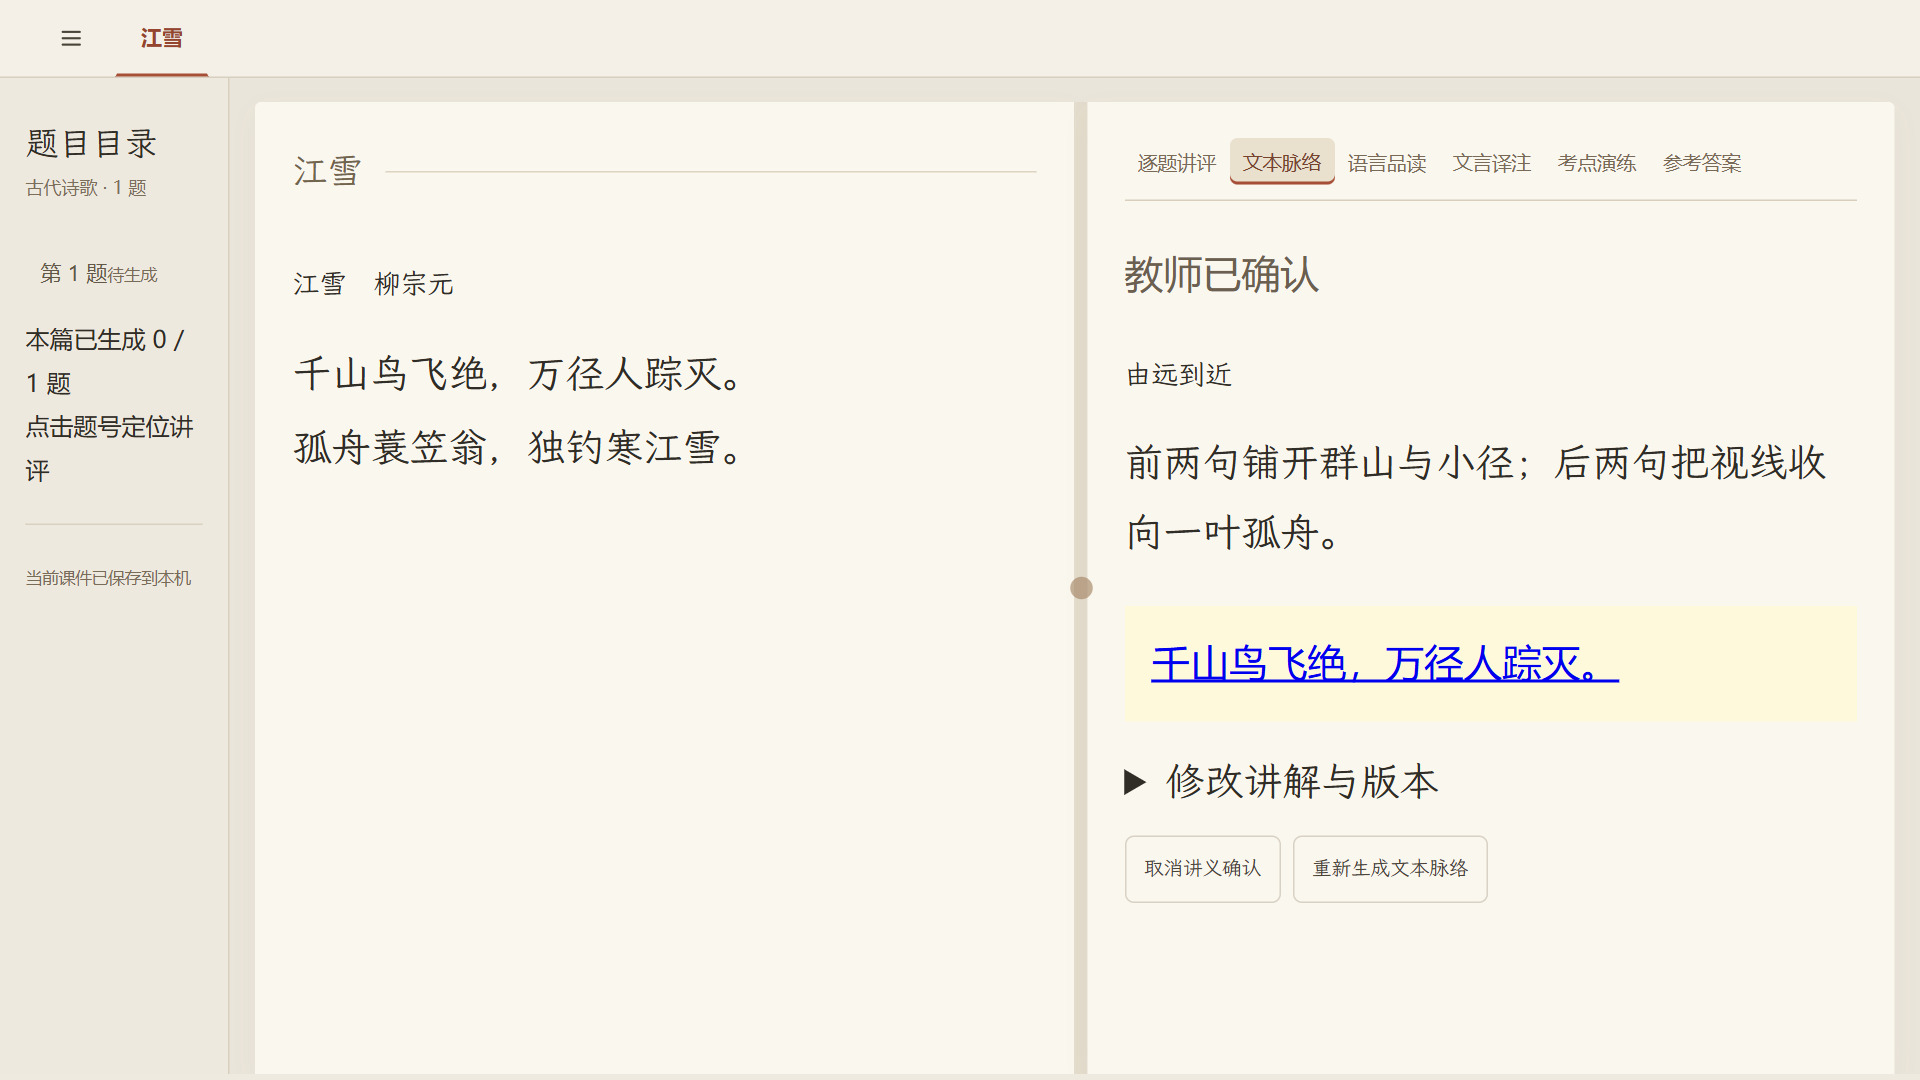 江雪
题目目录
古代诗歌 · 1 题
第 1 题待生成
本篇已生成 0 /
1 题
点击题号定位讲
评
当前课件已保存到本机
江雪
江雪　柳宗元
千山鸟飞绝，万径人踪灭。
孤舟蓑笠翁，独钓寒江雪。
逐题讲评 文本脉络 语言品读 文言译注 考点演练 参考答案
教师已确认
由远到近
前两句铺开群山与小径；后两句把视线收
向一叶孤舟。
千山鸟飞绝，万径人踪灭。
▶ 修改讲解与版本
取消讲义确认 重新生成文本脉络